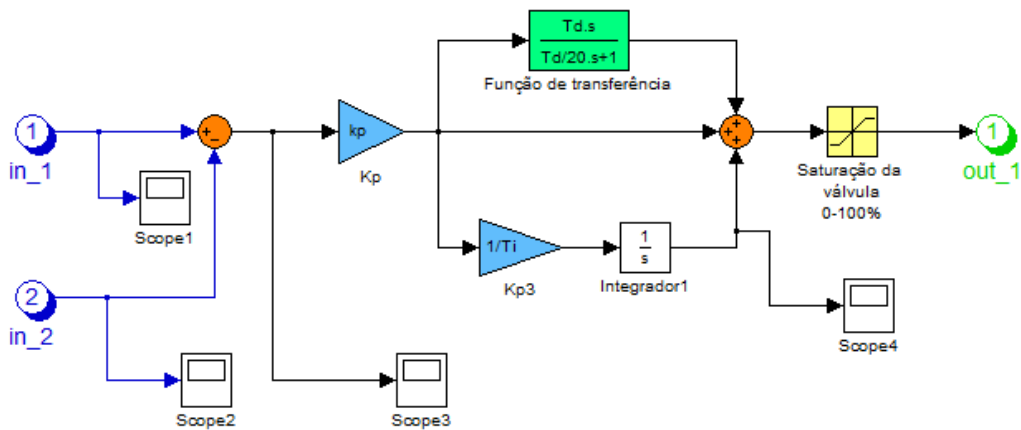 Td.s
Td/20.s+1
Função de transferência
1
in_1
+
−
kp
Kp
+
+
+
Saturação da
válvula
0-100%
1
out_1
Scope1
1/Ti
Kp3
1
s
Integrador1
2
in_2
Scope2
Scope3
Scope4